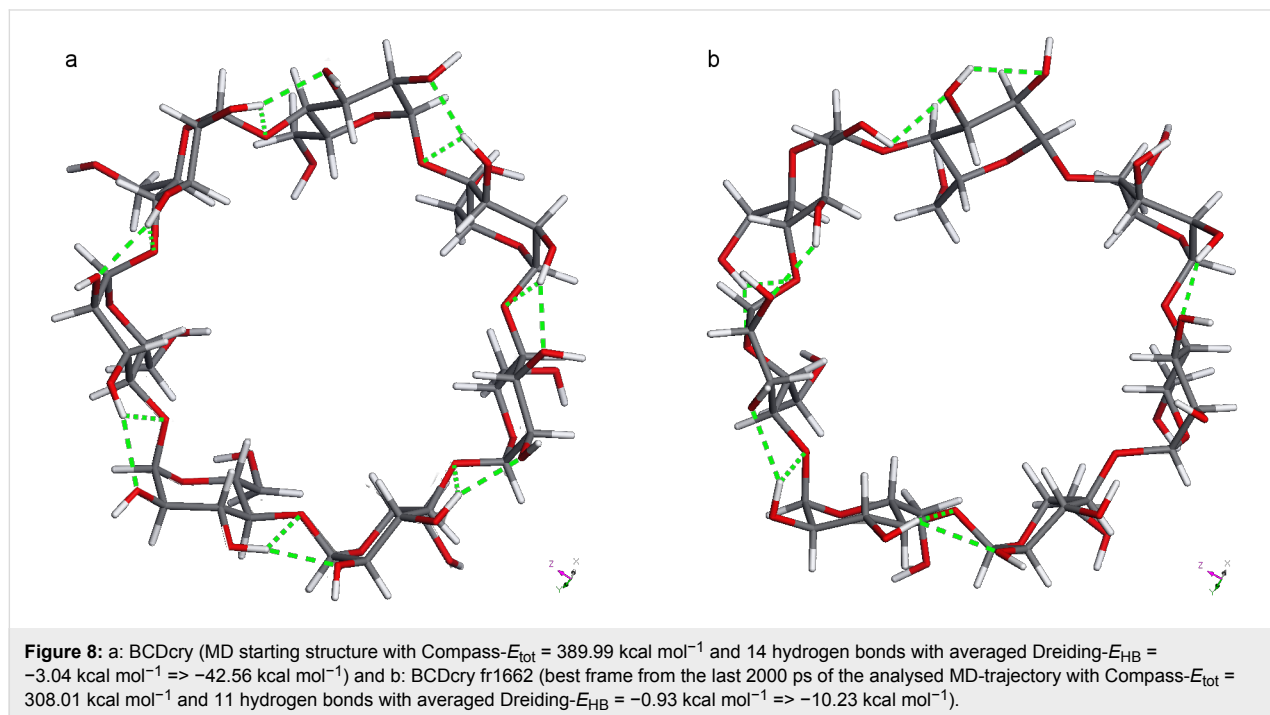 a
b
Z
X
Y
Z
X
Y
Figure 8: a: BCDcry (MD starting structure with Compass-Etot = 389.99 kcal mol−1 and 14 hydrogen bonds with averaged Dreiding-EHB =
−3.04 kcal mol−1 => −42.56 kcal mol−1) and b: BCDcry fr1662 (best frame from the last 2000 ps of the analysed MD-trajectory with Compass-Etot =
308.01 kcal mol−1 and 11 hydrogen bonds with averaged Dreiding-EHB = −0.93 kcal mol−1 => −10.23 kcal mol−1).